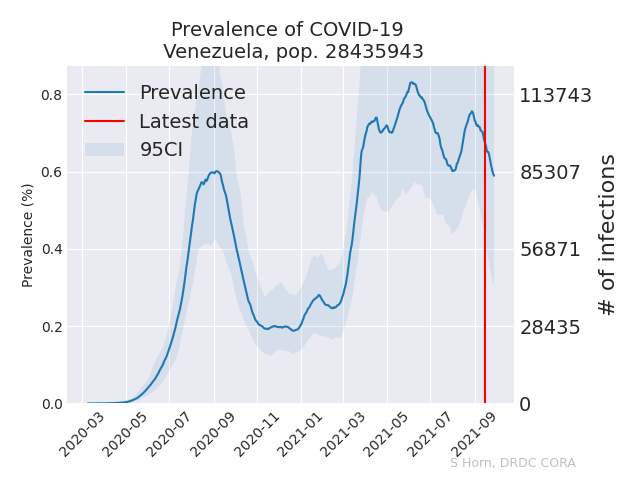 Prevalence of COVID-19
Venezuela, pop. 28435943
Prevalence
Latest data
95CI
Prevalence (%)
0.8
0.6
0.4
0.2
0.0
113743
85307
56871
28435
0
# of infections
2020-03
2020-05
2020-07
2020-09
2020-11
2021-01
2021-03
2021-05
2021-07
2021-09
S Horn, DRDC CORA